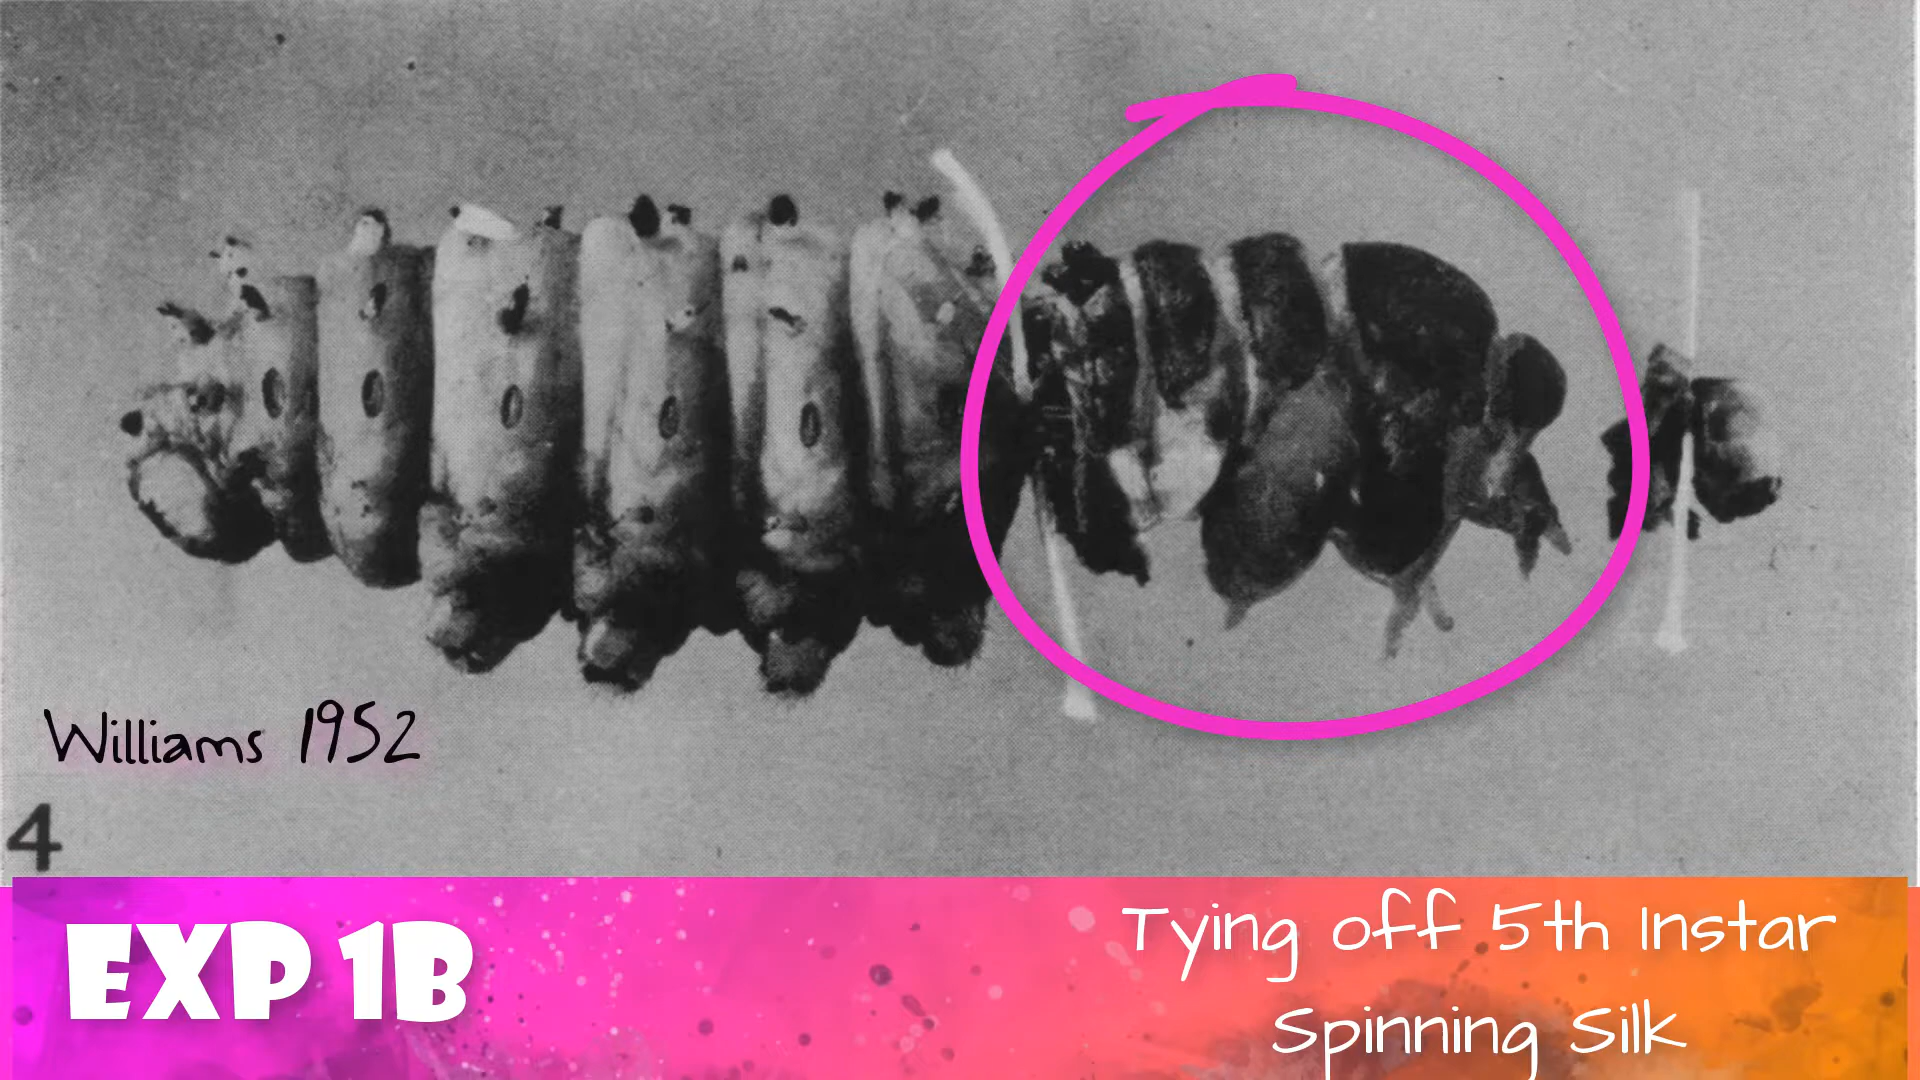 Williams 1952
4
EXP 1B
Tying off 5th Instar
Spinning Silk